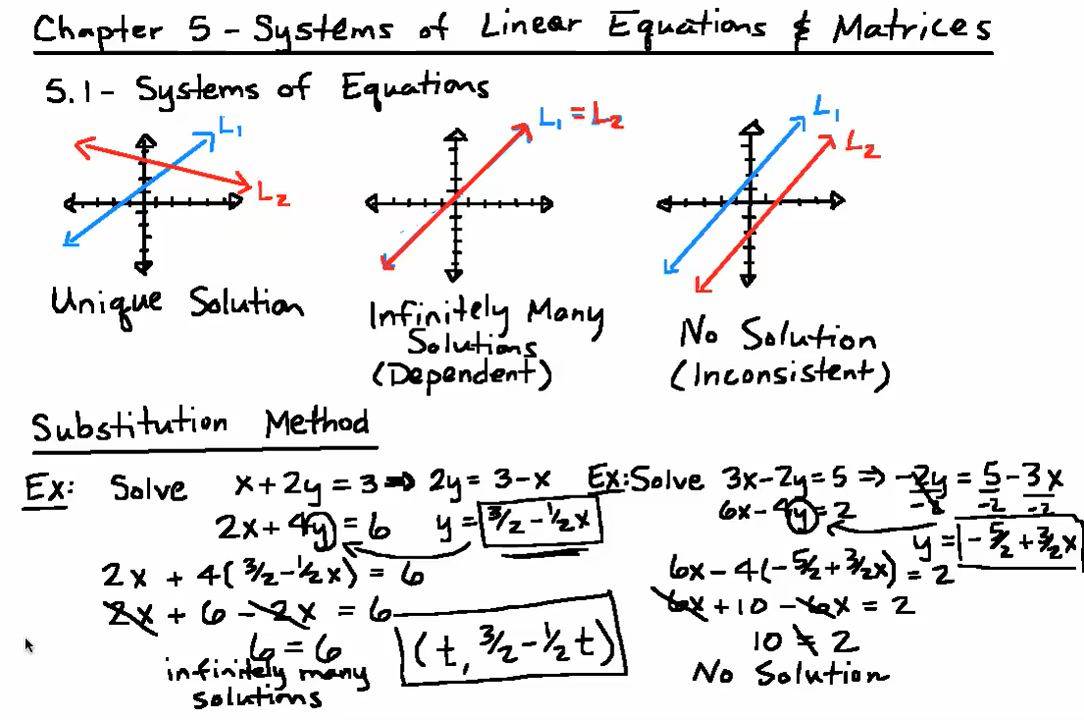 Chapter 5 - Systems of Linear Equations & Matrices
5.1 - Systems of Equations
L1
L2
Unique Solution
L1 = L2
Infinitely Many
Solutions
(Dependent)
L1
L2
No Solution
(Inconsistent)
Substitution Method
Ex: Solve x + 2y = 3 ⇒ 2y = 3 - x
2x + 4y = 6 y = 3/2 - 1/2x
2x + 4(3/2 - 1/2x) = 6
2x + 6 - 2x = 6
6 = 6
infinitely many
solutions
(t, 3/2 - 1/2t)
Ex: Solve 3x - 2y = 5 ⇒ -2y = 5 - 3x
-2 -2 -2
6x - 4y = 2 y = -5/2 + 3/2x
6x - 4(-5/2 + 3/2x) = 2
6x + 10 - 6x = 2
10 ≠ 2
No Solution